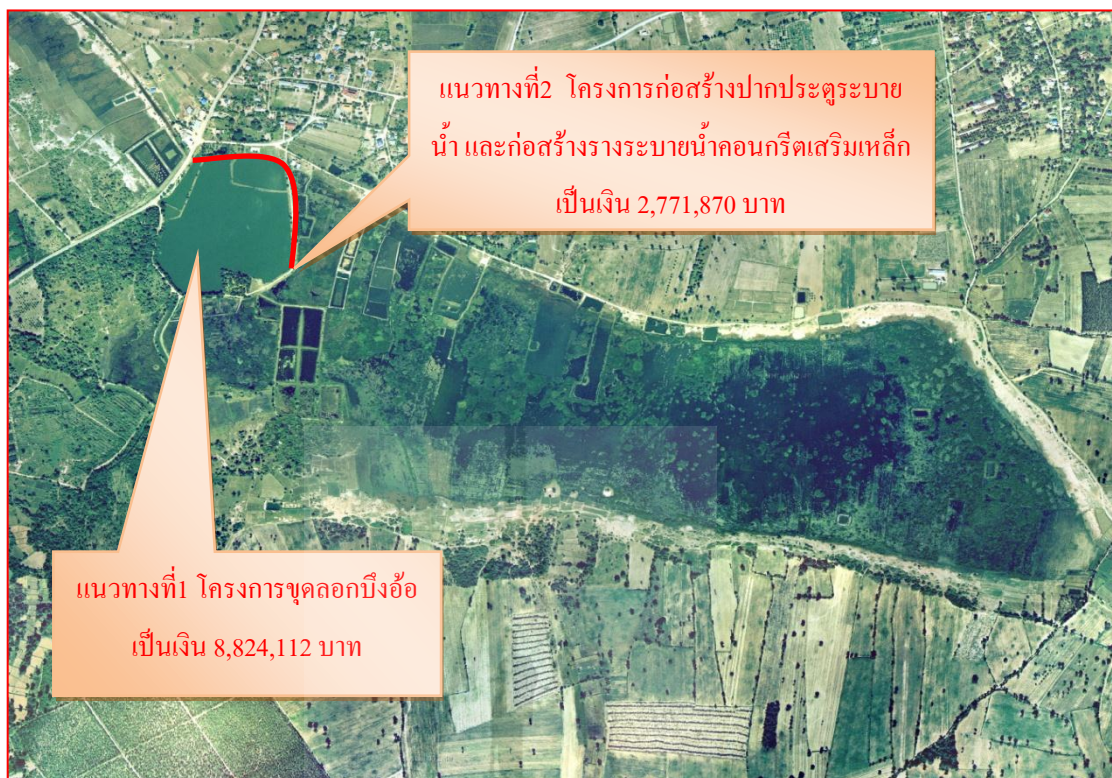 แนวทางที่2 โครงการก่อสร้างปากประตูระบาย
น้ำ และก่อสร้างรางระบายน้ำคอนกรีตเสริมเหล็ก
เป็นเงิน 2,771,870 บาท
แนวทางที่1 โครงการขุดลอกบึงอ้อ
เป็นเงิน 8,824,112 บาท